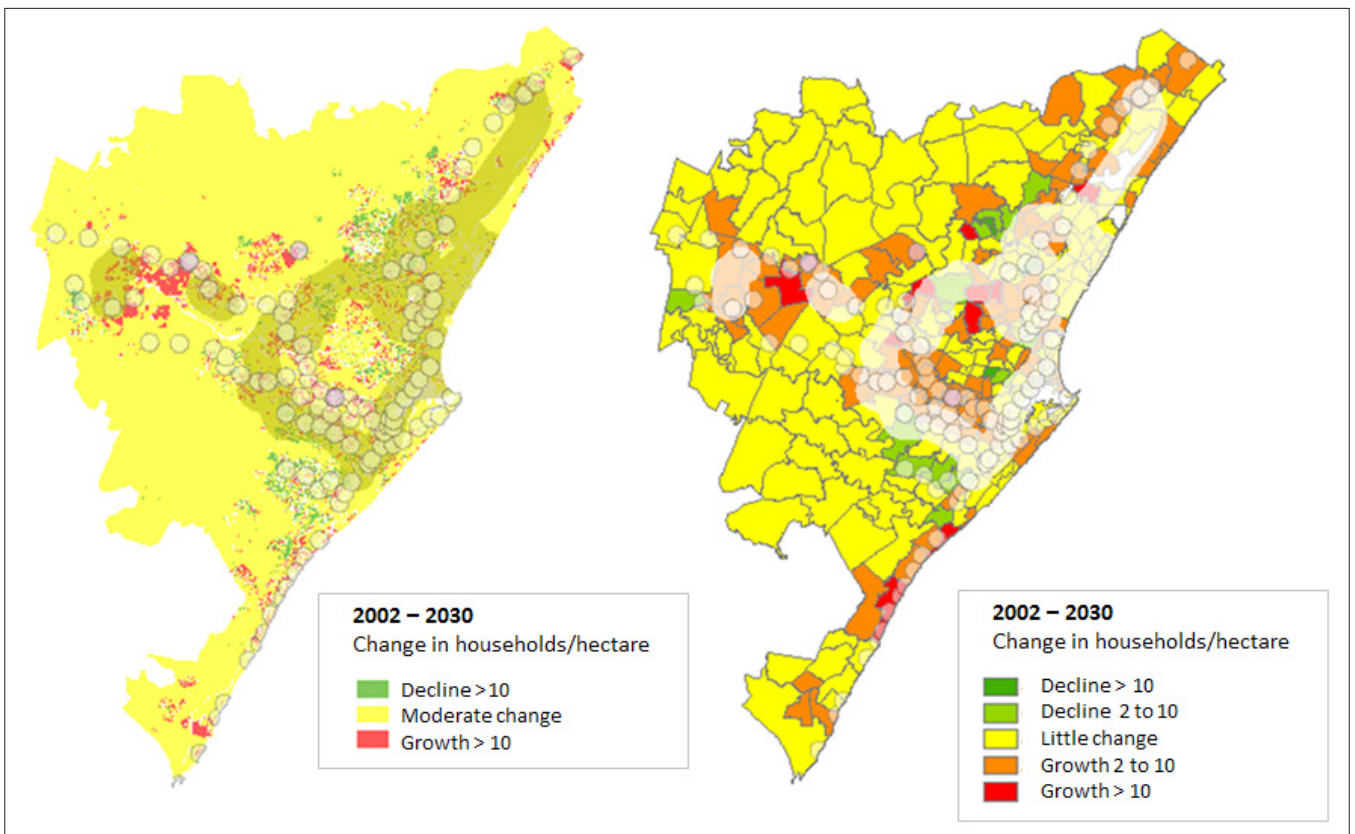 2002 – 2030
Change in households/hectare
Decline > 10
Moderate change
Growth > 10
2002 – 2030
Change in households/hectare
Decline > 10
Decline 2 to 10
Little change
Growth 2 to 10
Growth > 10